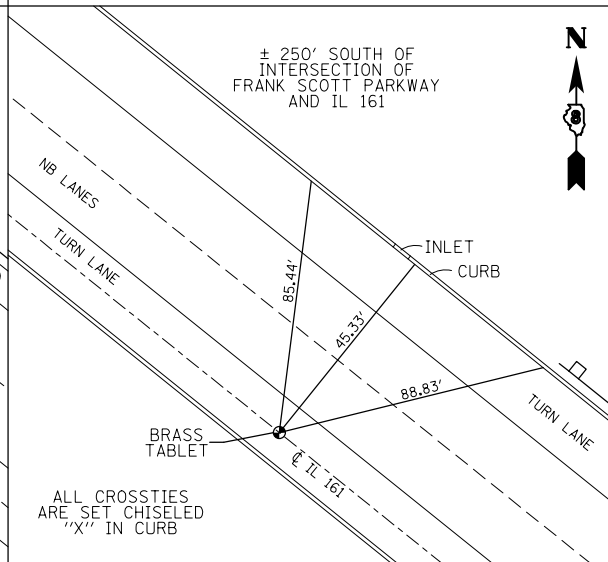 ± 250' SOUTH OF
INTERSECTION OF
FRANK SCOTT PARKWAY
AND IL 161
N
8
NB LANES
TURN LANE
INLET
CURB
85.44'
45.33'
88.83'
TURN LANE
BRASS
TABLET
℄ IL 161
ALL CROSSTIES
ARE SET CHISELED
"X" IN CURB